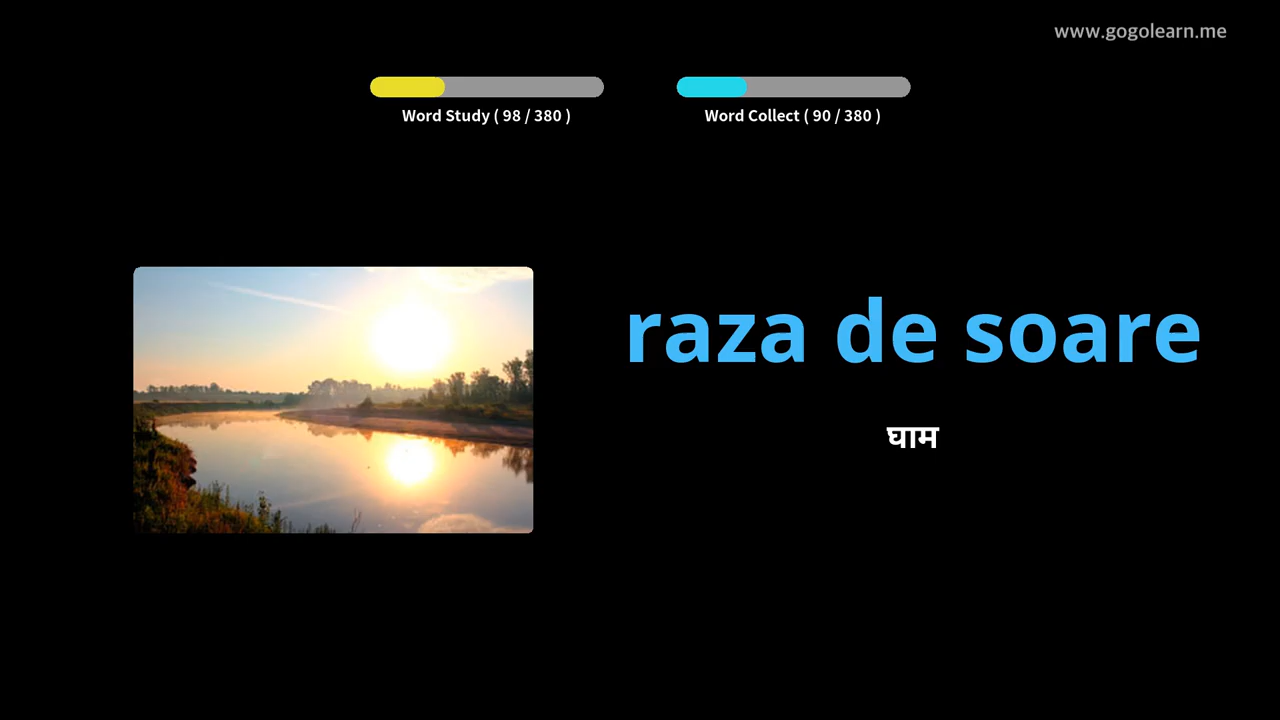 www.gogolearn.me
Word Study ( 98 / 380 )
Word Collect ( 90 / 380 )
raza de soare
घाम